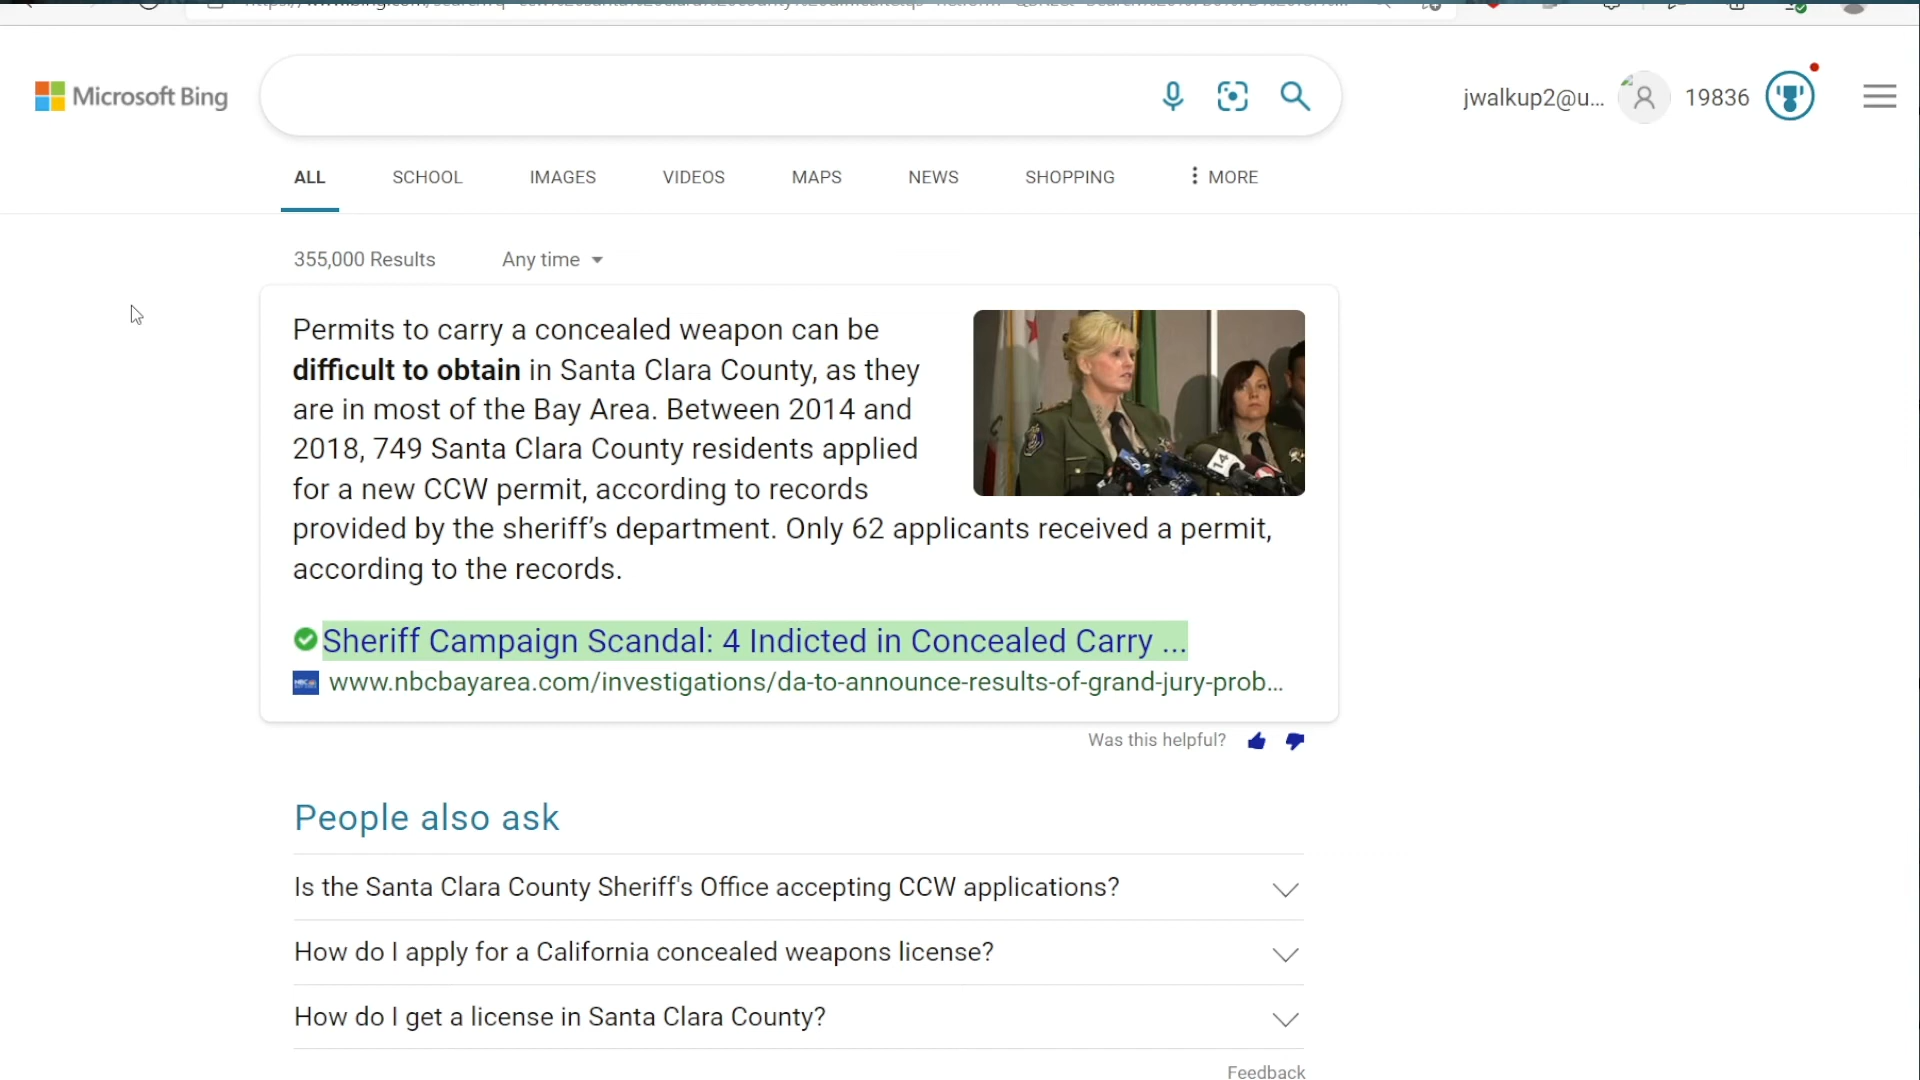 Microsoft Bing
jwalkup2@u...
19836
ALL
SCHOOL
IMAGES
VIDEOS
MAPS
NEWS
SHOPPING
MORE
355,000 Results
Any time
Permits to carry a concealed weapon can be
difficult to obtain in Santa Clara County, as they
are in most of the Bay Area. Between 2014 and
2018, 749 Santa Clara County residents applied
for a new CCW permit, according to records
provided by the sheriff's department. Only 62 applicants received a permit,
according to the records.
Sheriff Campaign Scandal: 4 Indicted in Concealed Carry ...
www.nbcbayarea.com/investigations/da-to-announce-results-of-grand-jury-prob...
Was this helpful?
People also ask
Is the Santa Clara County Sheriff's Office accepting CCW applications?
How do I apply for a California concealed weapons license?
How do I get a license in Santa Clara County?
Feedback